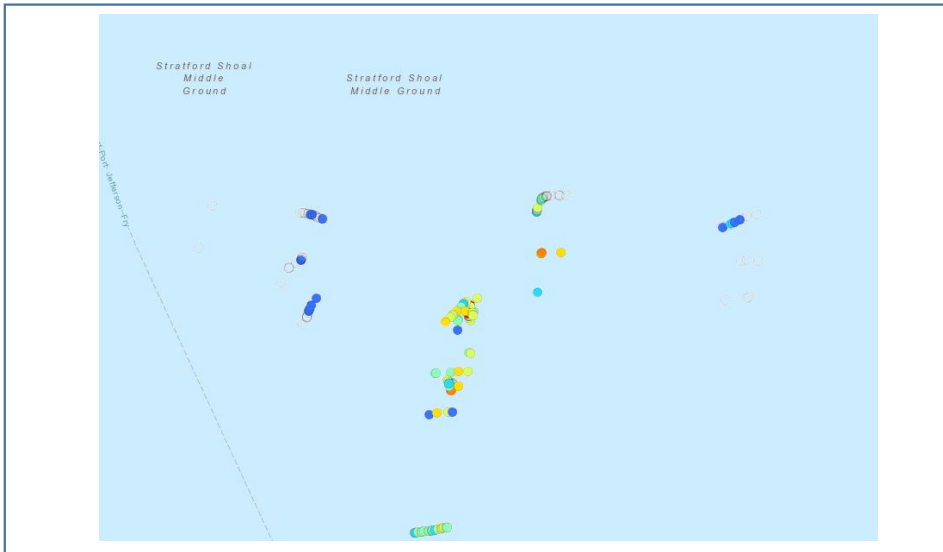 Stratford Shoal
Middle
Ground
Stratford Shoal
Middle Ground
Port-Jefferson-Fry